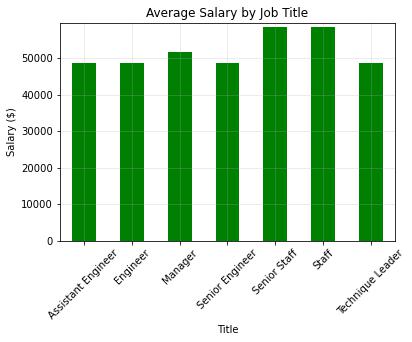 Average Salary by Job Title
Salary ($)
50000
40000
30000
20000
10000
0
Assistant Engineer
Engineer
Manager
Senior Engineer
Senior Staff
Staff
Technique Leader
Title